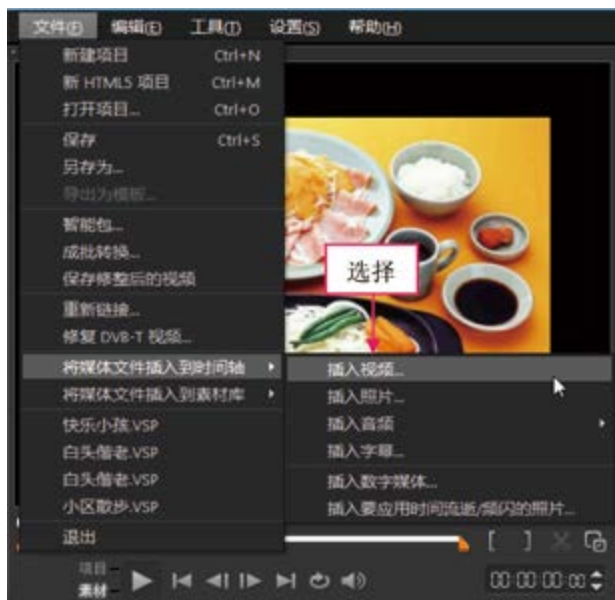 文件(F) 编辑(E) 工具(T) 设置(S) 帮助(H)
新建项目 Ctrl+N
新 HTML5 项目 Ctrl+M
打开项目... Ctrl+O
保存 Ctrl+S
另存为...
导出为模板...
智能包...
成批转换...
保存修整后的视频
选择
重新链接...
修复 DVB-T 视频...
将媒体文件插入到时间轴
插入视频...
将媒体文件插入到素材库
插入照片...
快乐小孩.VSP
插入音频
白头偕老.VSP
插入字幕...
白头偕老.VSP
插入数字媒体...
小区散步.VSP
插入要应用时间流逝/频闪的照片...
退出
项目
素材
00:00:00:00